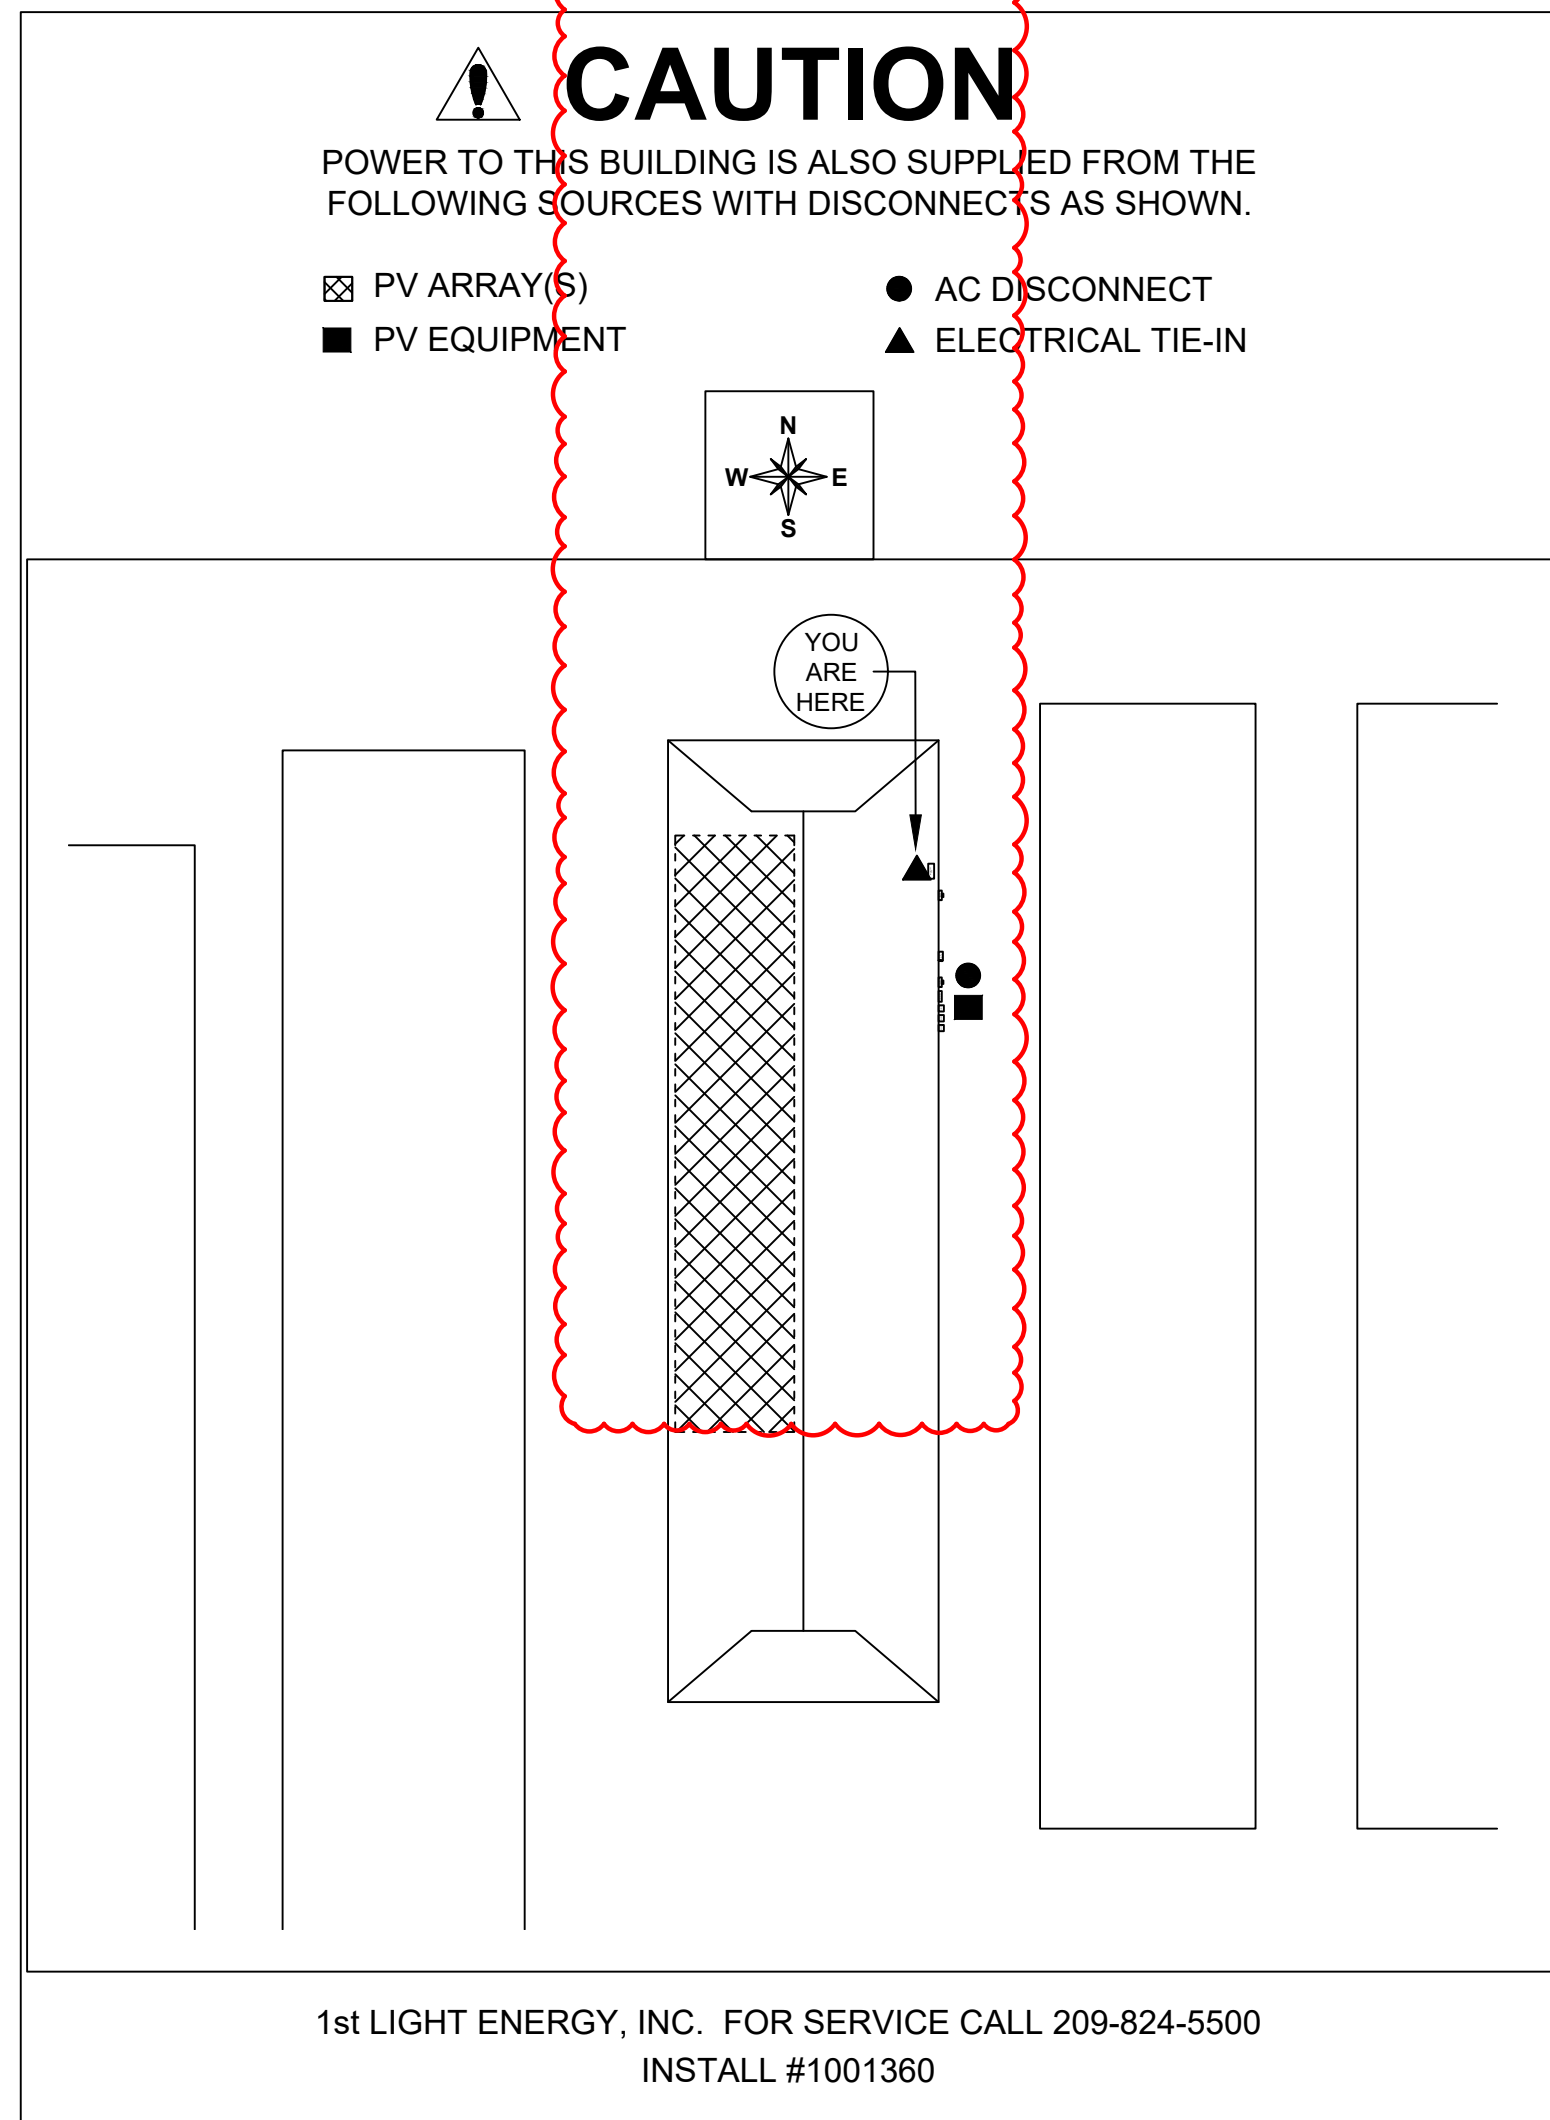 CAUTION
POWER TO THIS BUILDING IS ALSO SUPPLIED FROM THE
FOLLOWING SOURCES WITH DISCONNECTS AS SHOWN.
PV ARRAY(S)
AC DISCONNECT
PV EQUIPMENT
ELECTRICAL TIE-IN
N
W E
S
YOU
ARE
HERE
1st LIGHT ENERGY, INC. FOR SERVICE CALL 209-824-5500
INSTALL #1001360